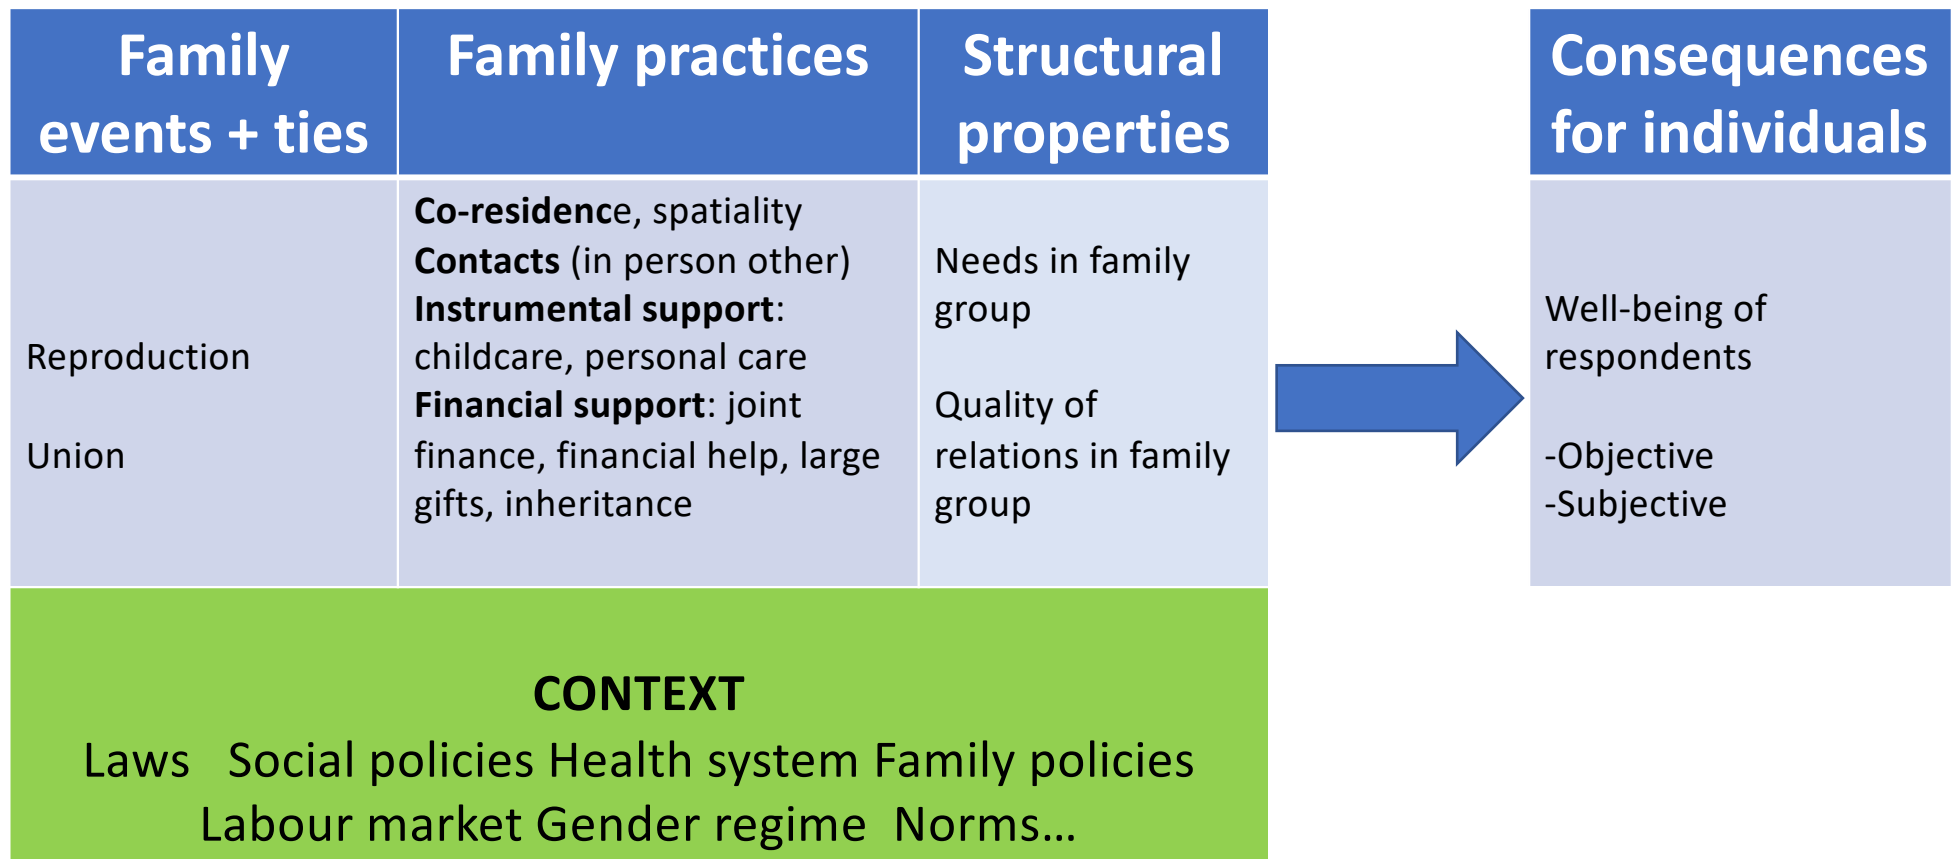 Family
events + ties
Family practices
Structural
properties
Consequences
for individuals
Reproduction
Union
Co-residence, spatiality
Contacts (in person other)
Instrumental support:
childcare, personal care
Financial support: joint
finance, financial help, large
gifts, inheritance
Needs in family
group
Quality of
relations in family
group
Well-being of
respondents
-Objective
-Subjective
CONTEXT
Laws Social policies Health system Family policies
Labour market Gender regime Norms...